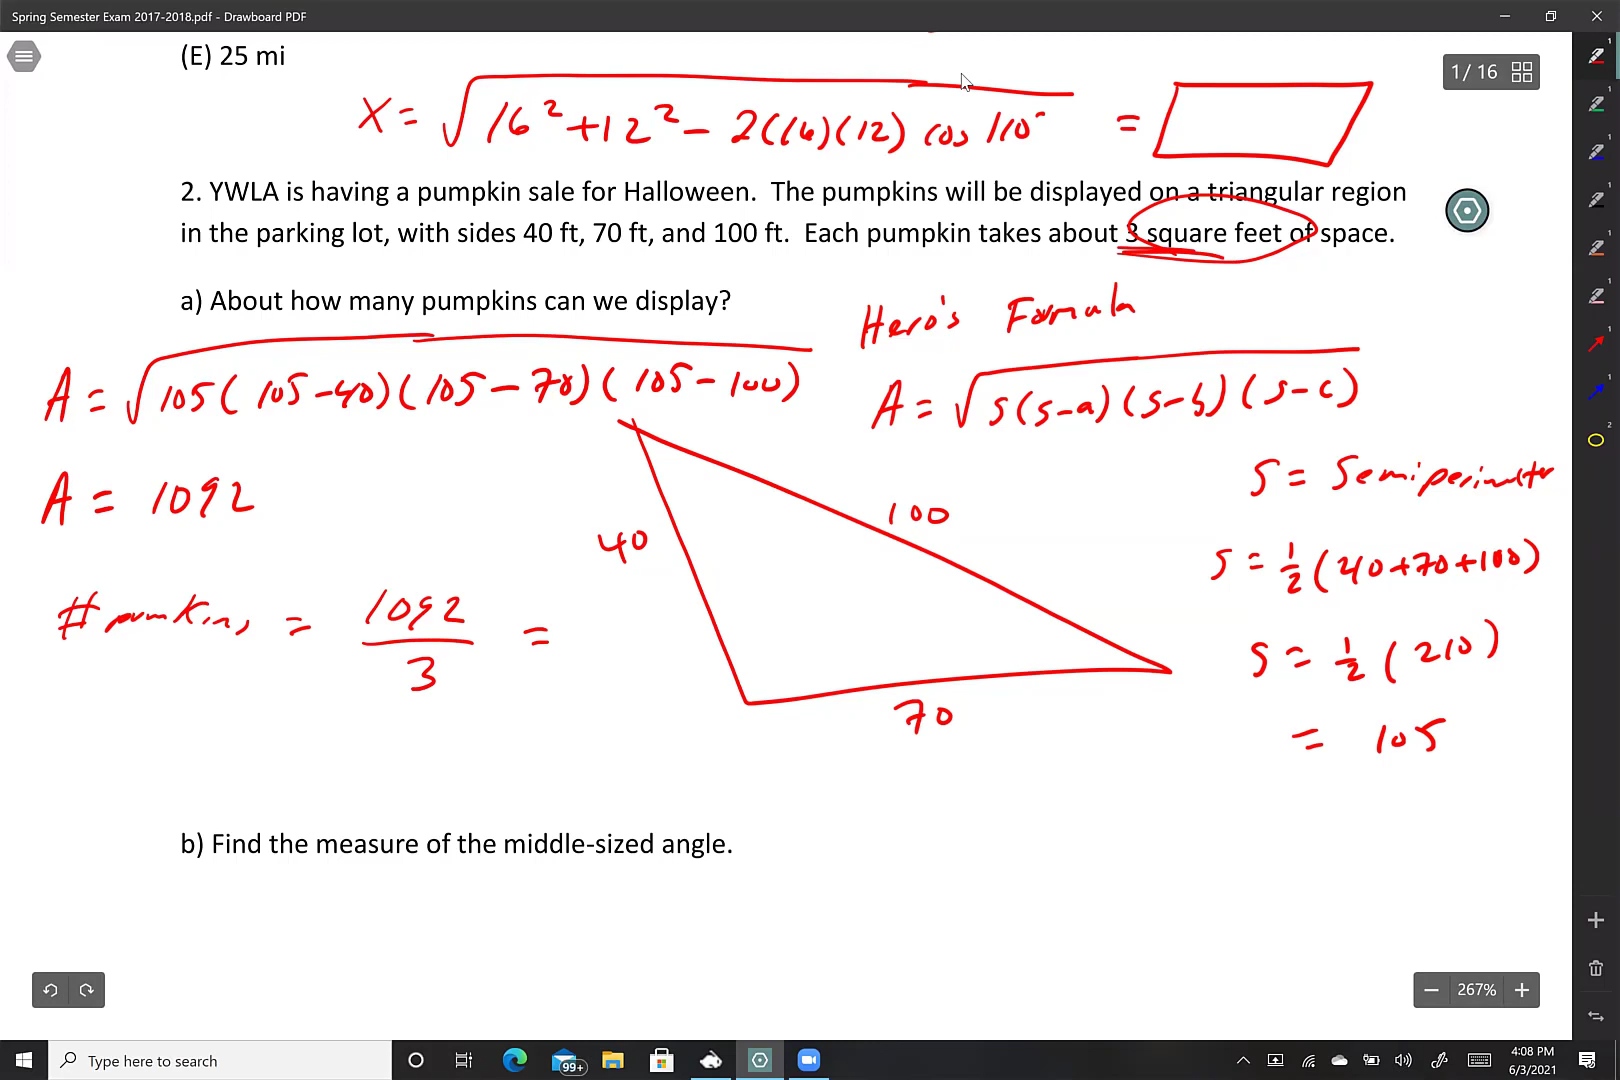 Spring Semester Exam 2017-2018.pdf - Drawboard PDF
(E) 25 mi
1 / 16
X = √16² + 12² - 2(16)(12) cos 110° =
2. YWLA is having a pumpkin sale for Halloween. The pumpkins will be displayed on a triangular region
in the parking lot, with sides 40 ft, 70 ft, and 100 ft. Each pumpkin takes about 3 square feet of space.
a) About how many pumpkins can we display?
Hero's Formula
A = √105(105-40)(105-70)(105-100)
A = √s(s-a)(s-b)(s-c)
A = 1092
s = semiperimeter
100
40
s = 1/2 (40+70+100)
# pumkins = 1092/3 =
s = 1/2 (210)
70
= 105
b) Find the measure of the middle-sized angle.
267%
Type here to search
99+
4:08 PM
6/3/2021